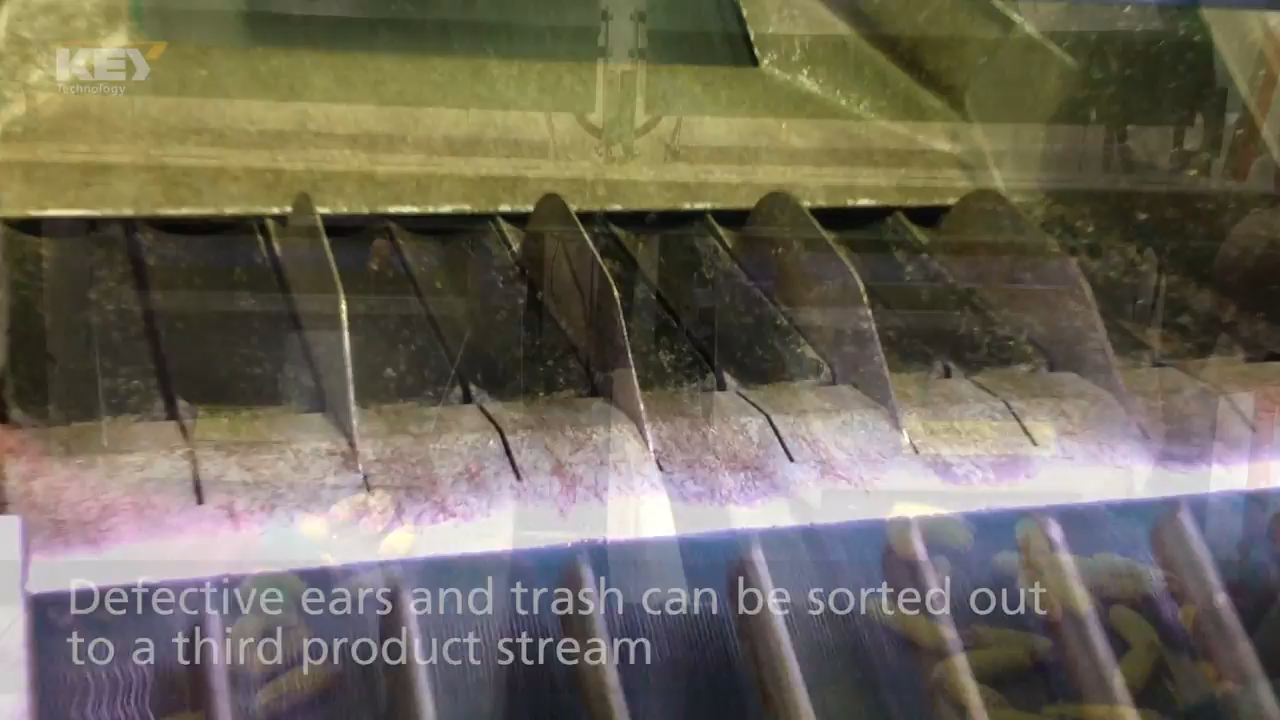 KEY
Technology
Defective ears and trash can be sorted out
to a third product stream